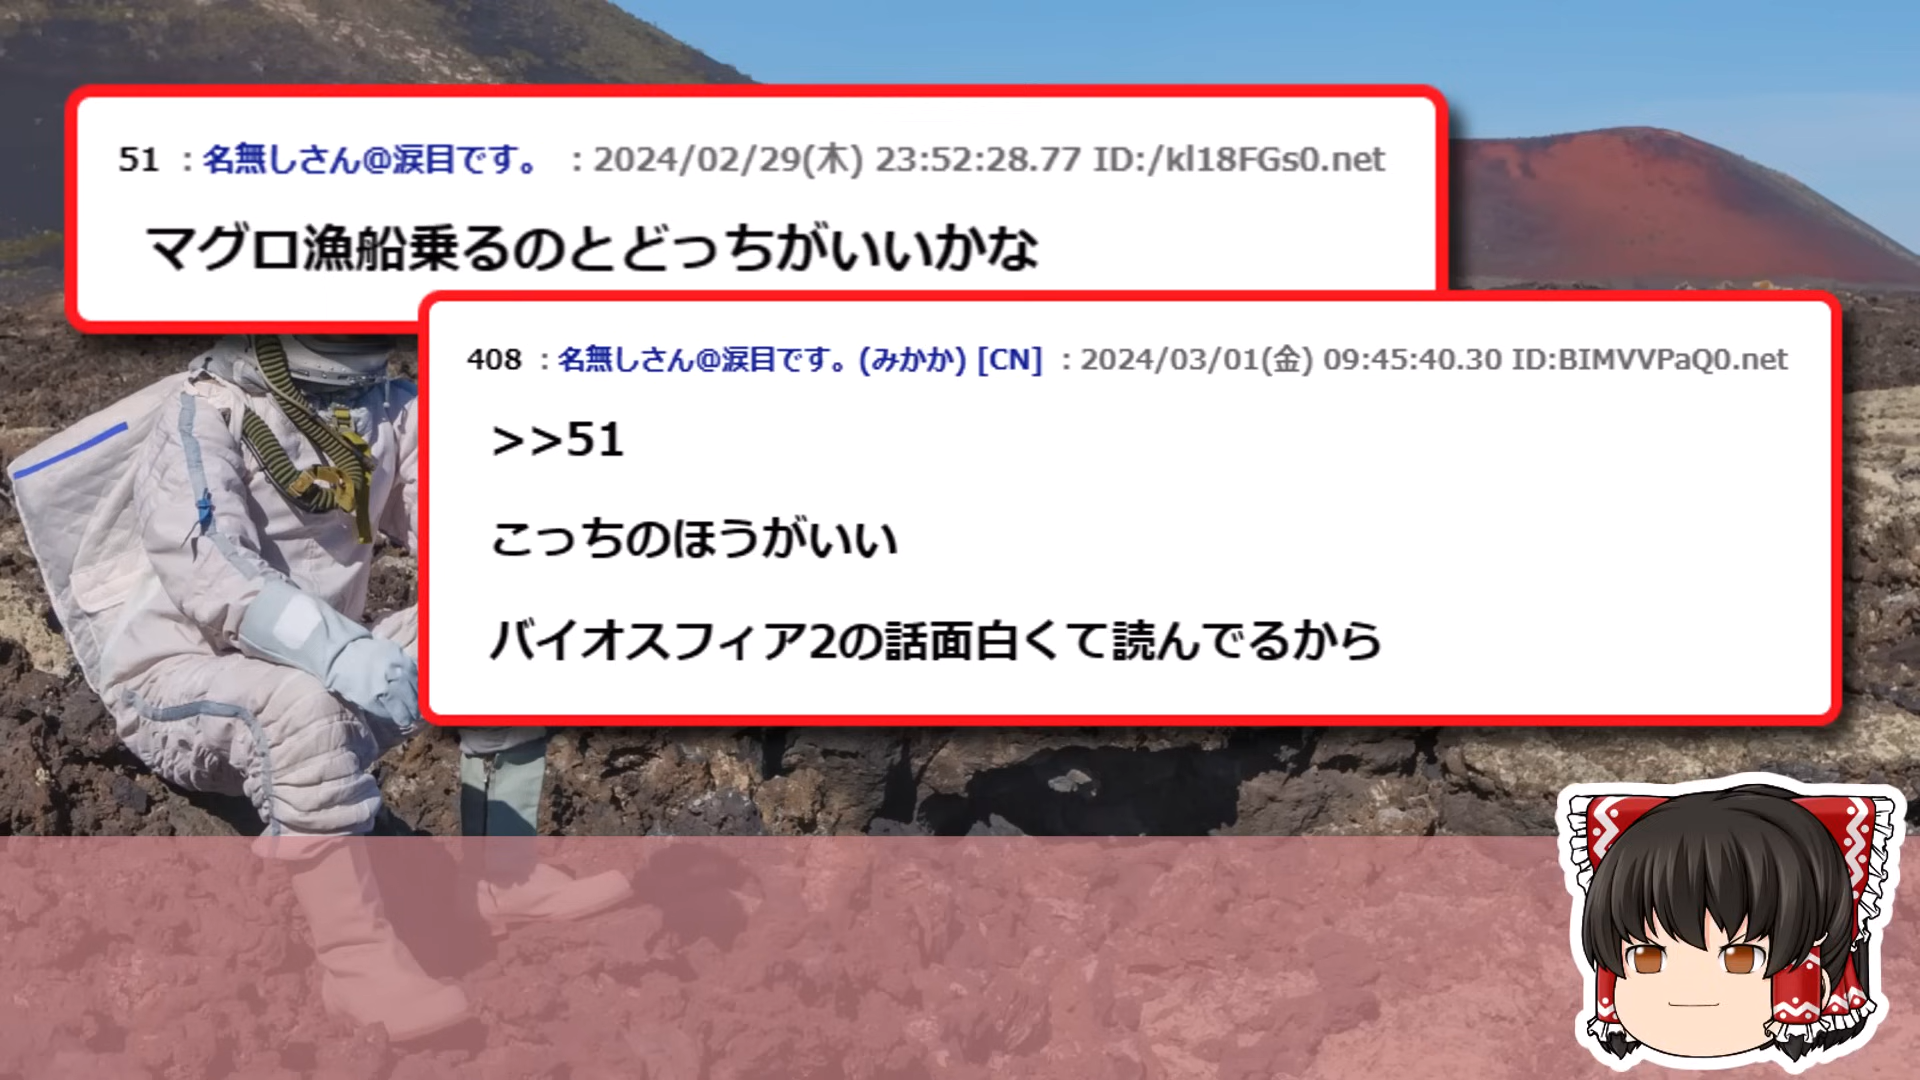 51 ：名無しさん＠涙目です。 ：2024/02/29(木) 23:52:28.77 ID:/kl18FGs0.net
マグロ漁船乗るのとどっちがいいかな
408 ：名無しさん＠涙目です。(みかか) [CN] ：2024/03/01(金) 09:45:40.30 ID:BIMVVPaQ0.net
>>51
こっちのほうがいい
バイオスフィア2の話面白くて読んでるから